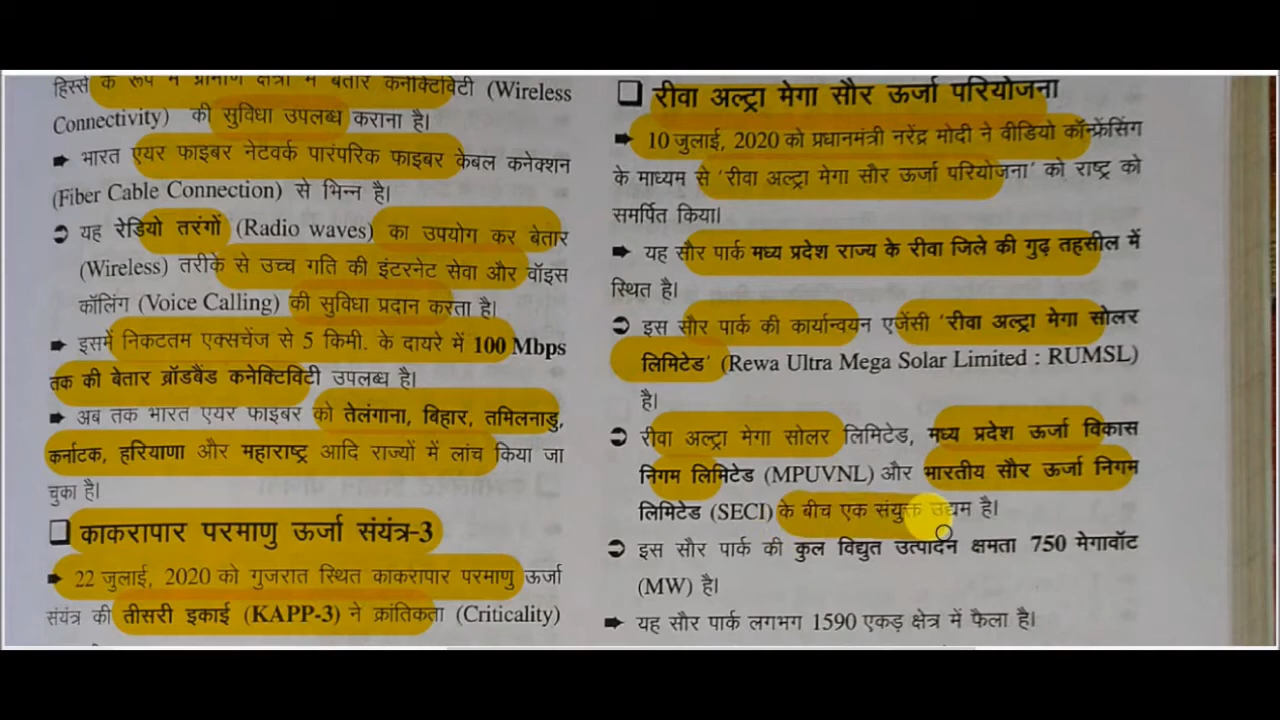 हिस्से के रूप में ग्रामीण क्षेत्रों में बेतार कनेक्टिविटी (Wireless
Connectivity) की सुविधा उपलब्ध कराना है।
➨ भारत एयर फाइबर नेटवर्क पारंपरिक फाइबर केबल कनेक्शन
(Fiber Cable Connection) से भिन्न है।
➲ यह रेडियो तरंगों (Radio waves) का उपयोग कर बेतार
(Wireless) तरीके से उच्च गति की इंटरनेट सेवा और वॉइस
कॉलिंग (Voice Calling) की सुविधा प्रदान करता है।
➨ इसमें निकटतम एक्सचेंज से 5 किमी. के दायरे में 100 Mbps
तक की बेतार ब्रॉडबैंड कनेक्टिविटी उपलब्ध है।
➨ अब तक भारत एयर फाइबर को तेलंगाना, बिहार, तमिलनाडु,
कर्नाटक, हरियाणा और महाराष्ट्र आदि राज्यों में लांच किया जा
चुका है।
❑ काकरापार परमाणु ऊर्जा संयंत्र-3
➨ 22 जुलाई, 2020 को गुजरात स्थित काकरापार परमाणु ऊर्जा
संयंत्र की तीसरी इकाई (KAPP-3) ने क्रांतिकता (Criticality)
❑ रीवा अल्ट्रा मेगा सौर ऊर्जा परियोजना
➨ 10 जुलाई, 2020 को प्रधानमंत्री नरेंद्र मोदी ने वीडियो कॉन्फ्रेंसिंग
के माध्यम से ‘रीवा अल्ट्रा मेगा सौर ऊर्जा परियोजना’ को राष्ट्र को
समर्पित किया।
➨ यह सौर पार्क मध्य प्रदेश राज्य के रीवा जिले की गुढ़ तहसील में
स्थित है।
➲ इस सौर पार्क की कार्यान्वयन एजेंसी ‘रीवा अल्ट्रा मेगा सोलर
लिमिटेड’ (Rewa Ultra Mega Solar Limited : RUMSL)
है।
➲ रीवा अल्ट्रा मेगा सोलर लिमिटेड, मध्य प्रदेश ऊर्जा विकास
निगम लिमिटेड (MPUVNL) और भारतीय सौर ऊर्जा निगम
लिमिटेड (SECI) के बीच एक संयुक्त उद्यम है।
➲ इस सौर पार्क की कुल विद्युत उत्पादन क्षमता 750 मेगावॉट
(MW) है।
➨ यह सौर पार्क लगभग 1590 एकड़ क्षेत्र में फैला है।